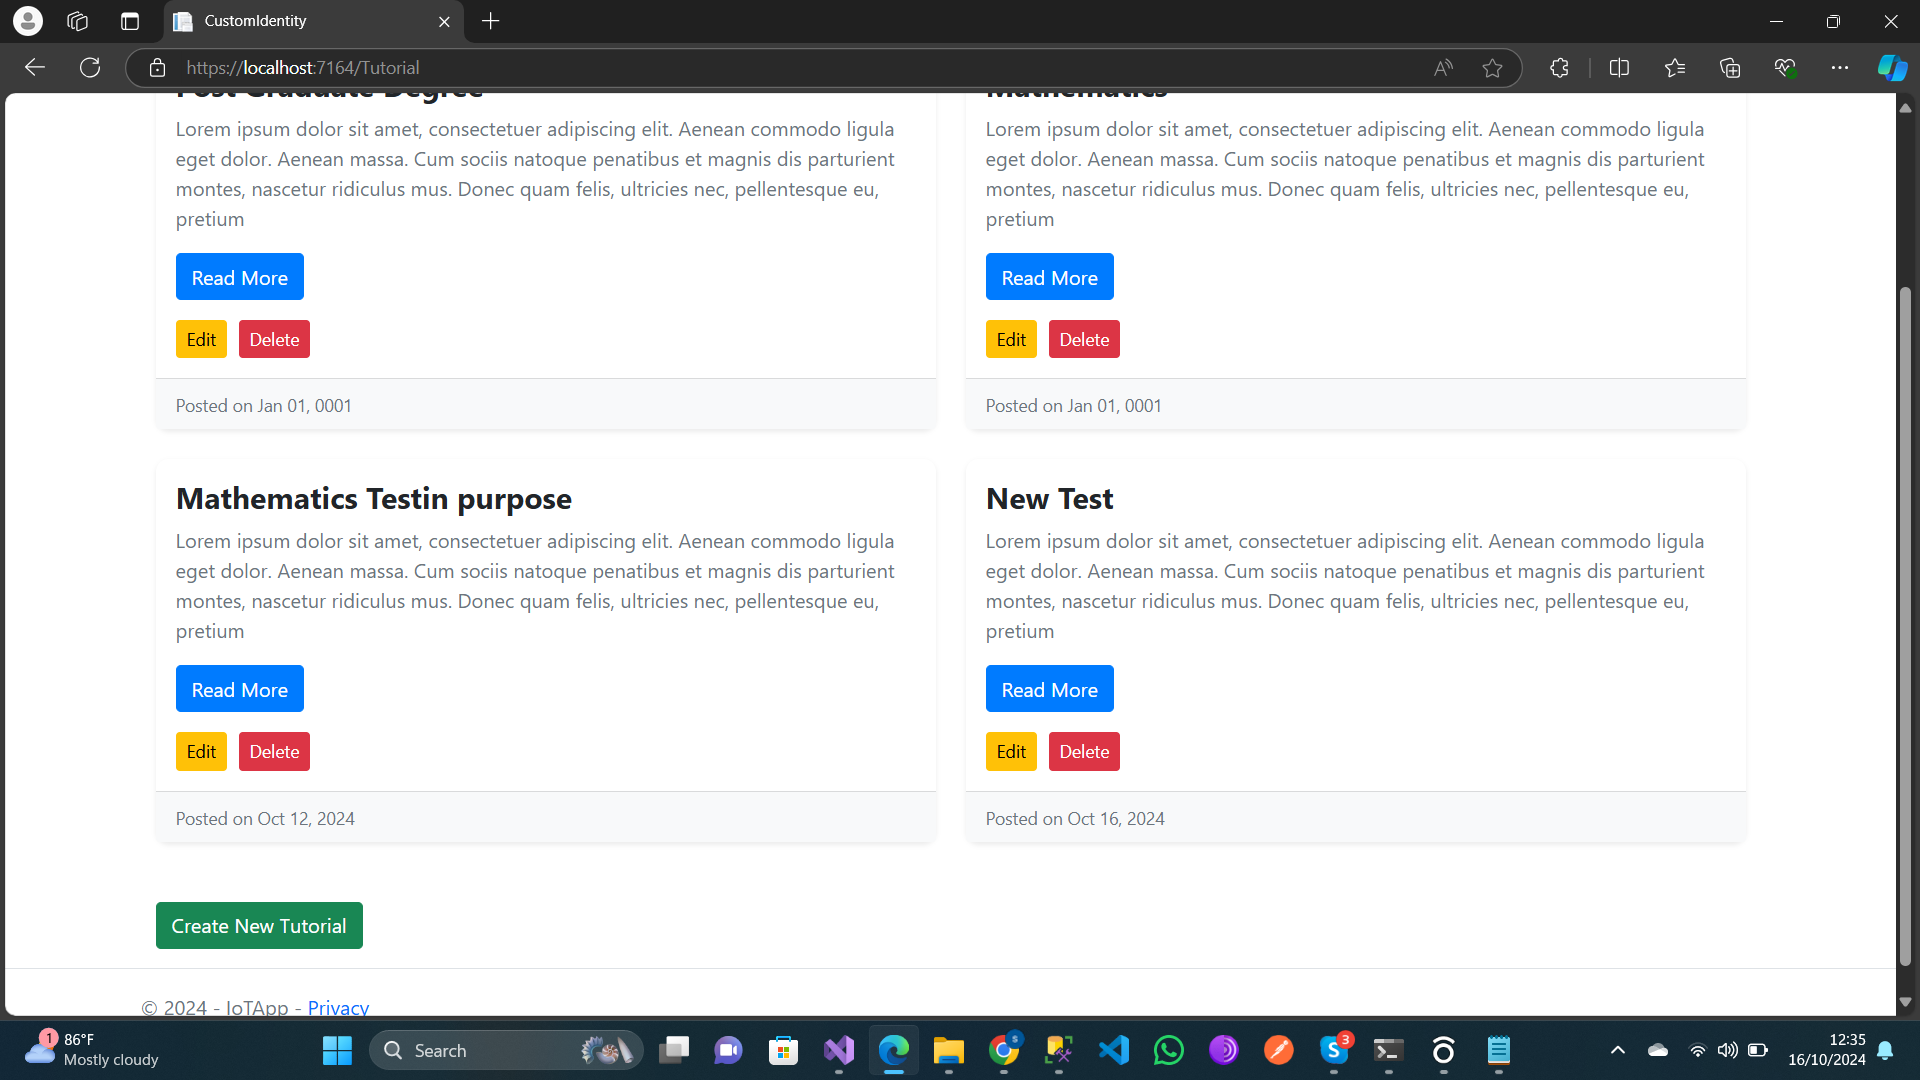 CustomIdentity
https://localhost:7164/Tutorial
Post Graduate Degree
Lorem ipsum dolor sit amet, consectetuer adipiscing elit. Aenean commodo ligula
eget dolor. Aenean massa. Cum sociis natoque penatibus et magnis dis parturient
montes, nascetur ridiculus mus. Donec quam felis, ultricies nec, pellentesque eu,
pretium
Read More
Edit Delete
Posted on Jan 01, 0001
Mathematics
Lorem ipsum dolor sit amet, consectetuer adipiscing elit. Aenean commodo ligula
eget dolor. Aenean massa. Cum sociis natoque penatibus et magnis dis parturient
montes, nascetur ridiculus mus. Donec quam felis, ultricies nec, pellentesque eu,
pretium
Read More
Edit Delete
Posted on Jan 01, 0001
Mathematics Testin purpose
Lorem ipsum dolor sit amet, consectetuer adipiscing elit. Aenean commodo ligula
eget dolor. Aenean massa. Cum sociis natoque penatibus et magnis dis parturient
montes, nascetur ridiculus mus. Donec quam felis, ultricies nec, pellentesque eu,
pretium
Read More
Edit Delete
Posted on Oct 12, 2024
New Test
Lorem ipsum dolor sit amet, consectetuer adipiscing elit. Aenean commodo ligula
eget dolor. Aenean massa. Cum sociis natoque penatibus et magnis dis parturient
montes, nascetur ridiculus mus. Donec quam felis, ultricies nec, pellentesque eu,
pretium
Read More
Edit Delete
Posted on Oct 16, 2024
Create New Tutorial
© 2024 - IoTApp - Privacy
1
86°F
Mostly cloudy
Search
S
3
12:35
16/10/2024